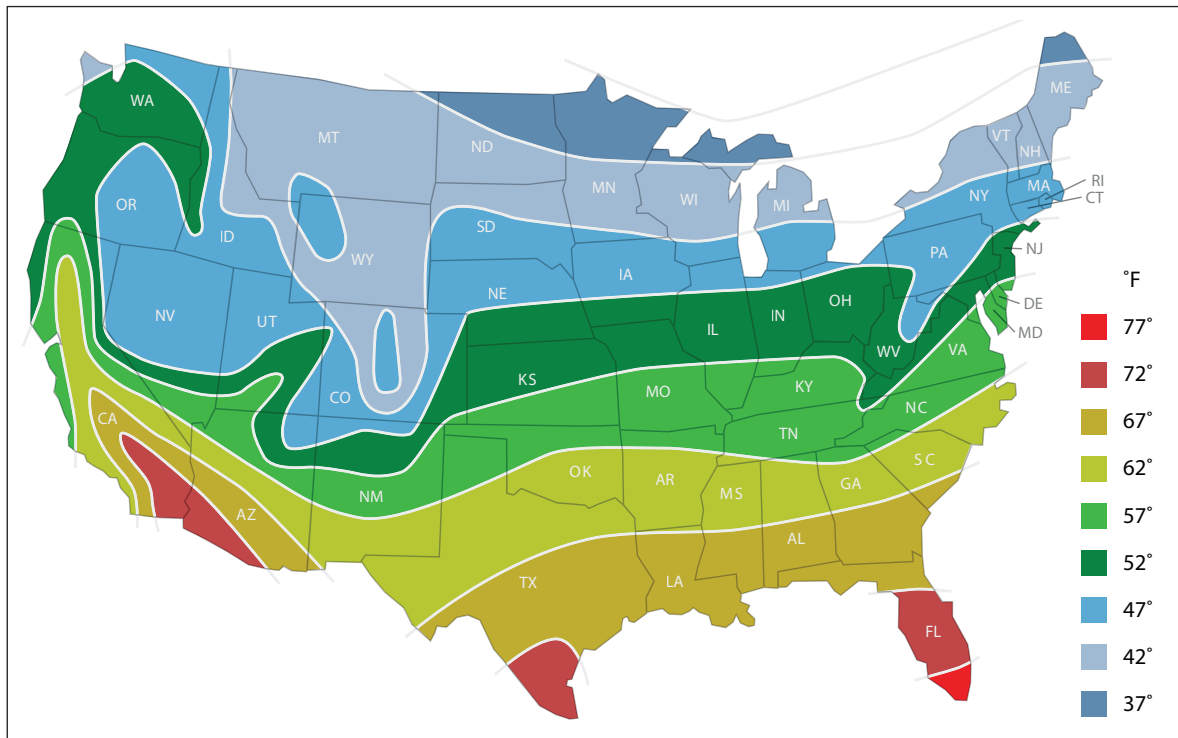 WA
MT
ND
ME
VT
NH
MN
WI
MI
NY
MA
RI
CT
OR
ID
SD
WY
PA
NJ
IA
NE
OH
DE
MD
NV
UT
IL
IN
WV
VA
KS
CO
MO
KY
NC
CA
TN
OK
AR
MS
GA
SC
NM
AZ
AL
TX
LA
FL
°F
77°
72°
67°
62°
57°
52°
47°
42°
37°